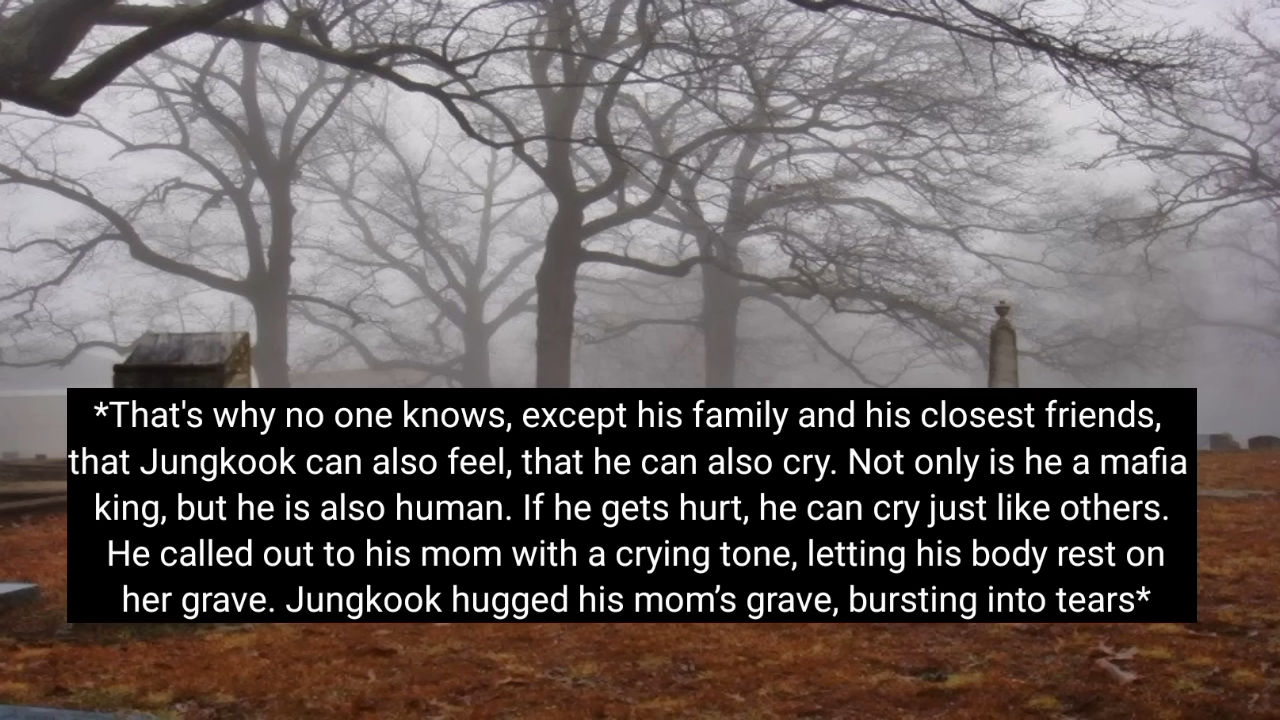 *That's why no one knows, except his family and his closest friends,
that Jungkook can also feel, that he can also cry. Not only is he a mafia
king, but he is also human. If he gets hurt, he can cry just like others.
He called out to his mom with a crying tone, letting his body rest on
her grave. Jungkook hugged his mom’s grave, bursting into tears*